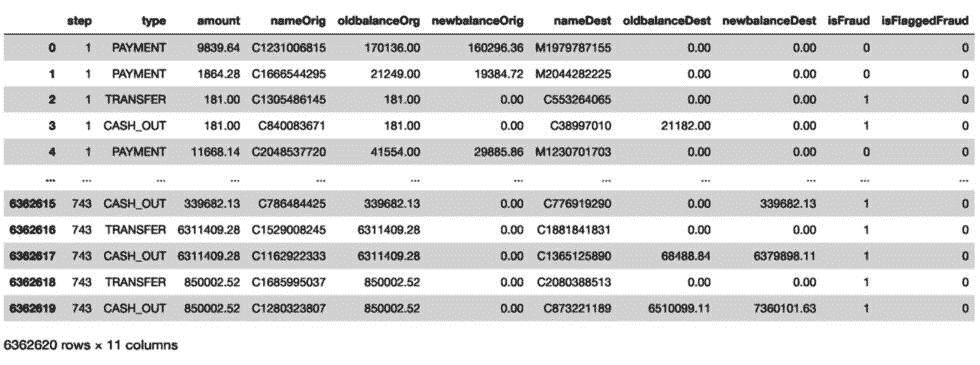 step type amount nameOrig oldbalanceOrg newbalanceOrig nameDest oldbalanceDest newbalanceDest isFraud isFlaggedFraud
0 1 PAYMENT 9839.64 C1231006815 170136.00 160296.36 M1979787155 0.00 0.00 0 0
1 1 PAYMENT 1864.28 C1666544295 21249.00 19384.72 M2044282225 0.00 0.00 0 0
2 1 TRANSFER 181.00 C1305486145 181.00 0.00 C553264065 0.00 0.00 1 0
3 1 CASH_OUT 181.00 C840083671 181.00 0.00 C38997010 21182.00 0.00 1 0
4 1 PAYMENT 11668.14 C2048537720 41554.00 29885.86 M1230701703 0.00 0.00 0 0
... ... ... ... ... ... ... ... ... ... ... ...
6362615 743 CASH_OUT 339682.13 C786484425 339682.13 0.00 C776919290 0.00 339682.13 1 0
6362616 743 TRANSFER 6311409.28 C1529008245 6311409.28 0.00 C1881841831 0.00 0.00 1 0
6362617 743 CASH_OUT 6311409.28 C1162922333 6311409.28 0.00 C1365125890 68488.84 6379898.11 1 0
6362618 743 TRANSFER 850002.52 C1685995037 850002.52 0.00 C2080388513 0.00 0.00 1 0
6362619 743 CASH_OUT 850002.52 C1280323807 850002.52 0.00 C873221189 6510099.11 7360101.63 1 0
6362620 rows × 11 columns